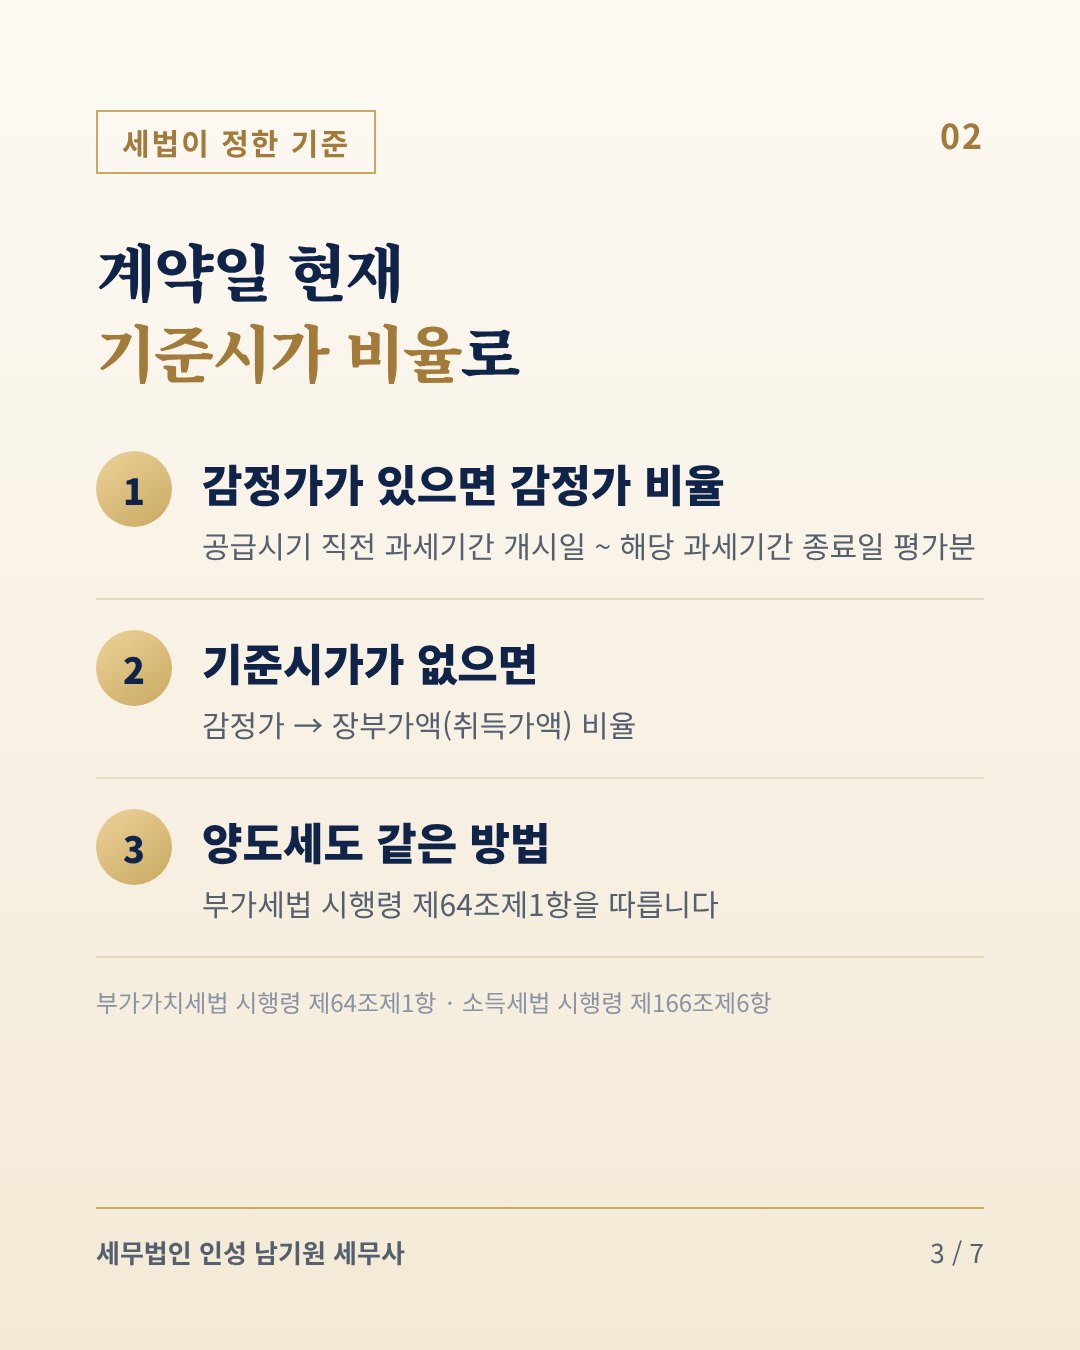 세법이 정한 기준
02
계약일 현재
기준시가 비율로
1
감정가가 있으면 감정가 비율
공급시기 직전 과세기간 개시일 ~ 해당 과세기간 종료일 평가분
2
기준시가가 없으면
감정가 → 장부가액(취득가액) 비율
3
양도세도 같은 방법
부가세법 시행령 제64조제1항을 따릅니다
부가가치세법 시행령 제64조제1항 · 소득세법 시행령 제166조제6항
세무법인 인성 남기원 세무사
3 / 7